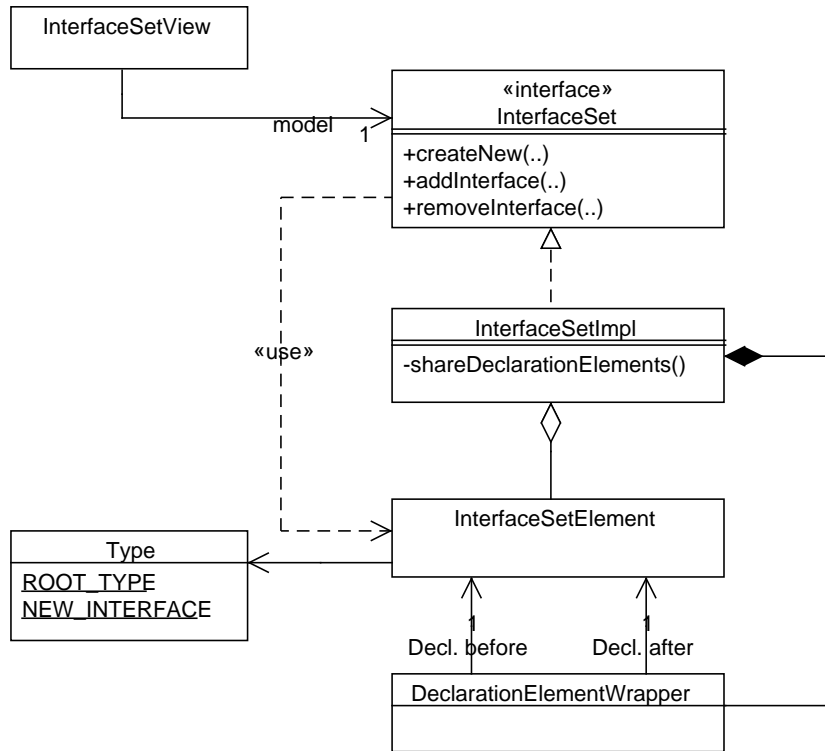 InterfaceSetView
«interface»
InterfaceSet
model
1
+createNew(..)
+addInterface(..)
+removeInterface(..)
InterfaceSetImpl
«use»
-shareDeclarationElements()
InterfaceSetElement
Type
ROOT_TYPE
NEW_INTERFACE
1
1
Decl. before
Decl. after
DeclarationElementWrapper